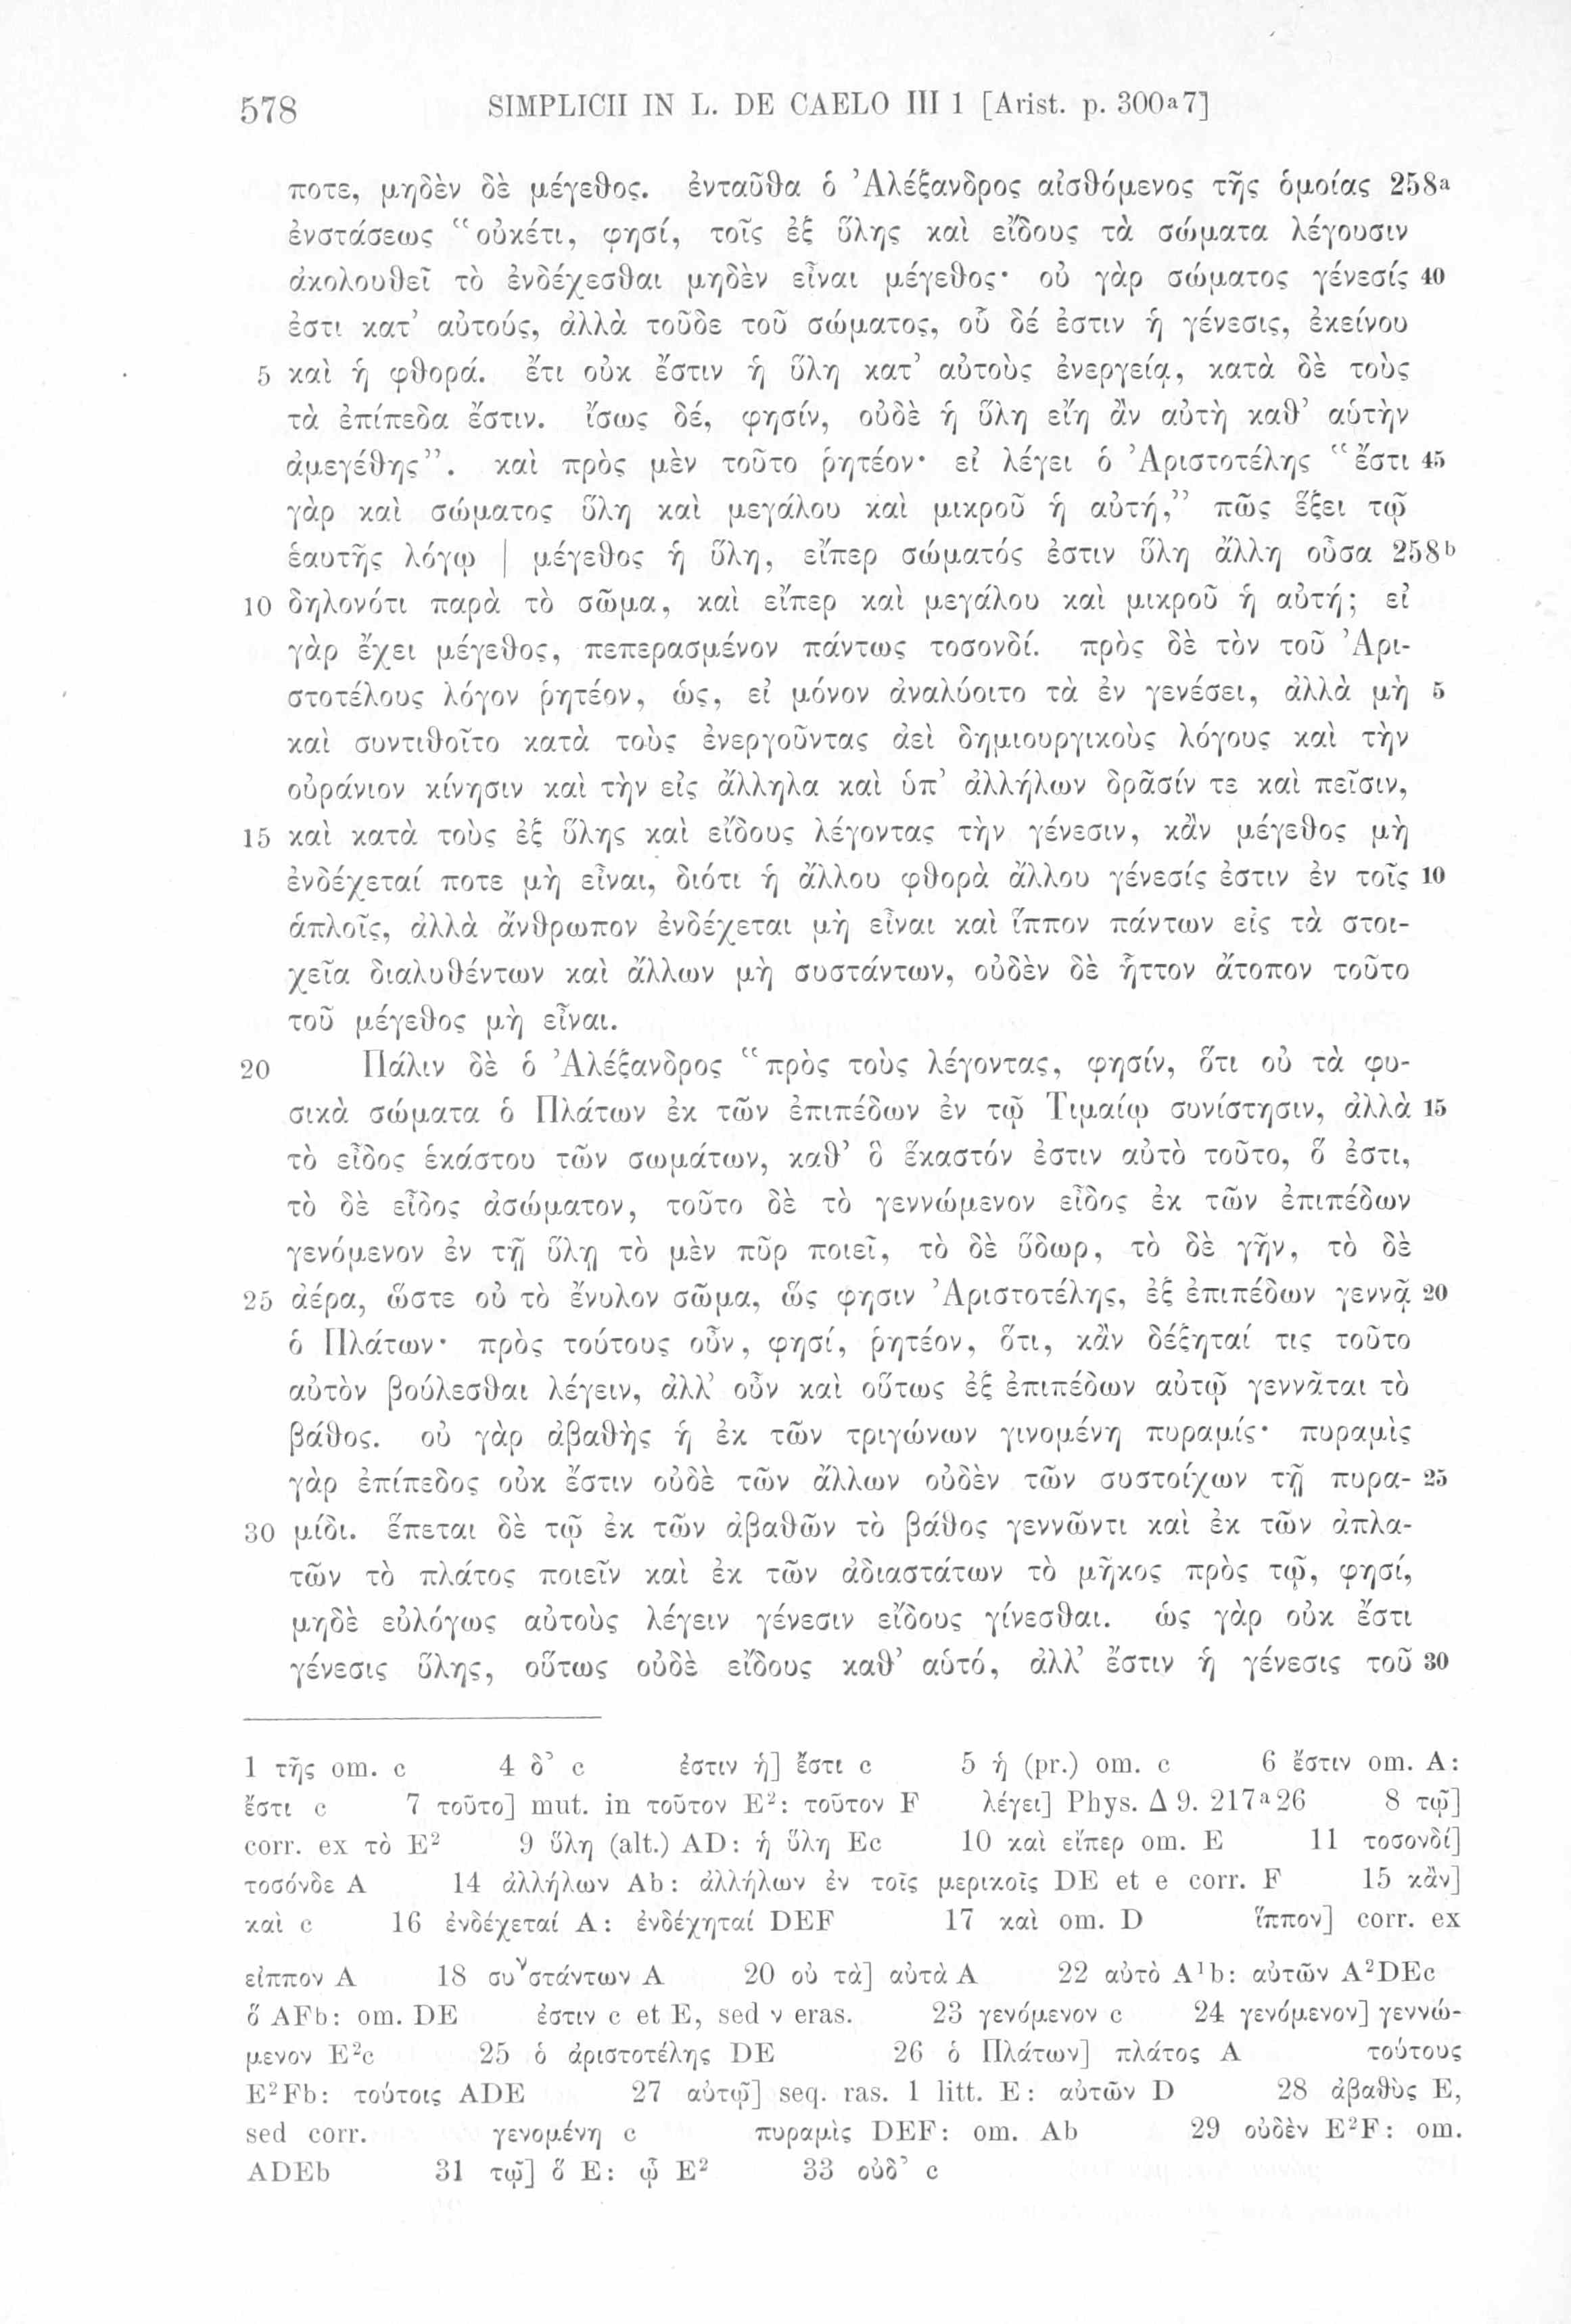 578 SIMPLICII IN L. DE CAELO III 1 [Arist. p. 300a7]
ποτε, μηδὲν δὲ μέγεθος. ἐνταῦθα ὁ Ἀλέξανδρος αἰσθόμενος τῆς ὁμοίας 258a
ἐνστάσεως “οὐκέτι, φησί, τοῖς ἐξ ὕλης καὶ εἴδους τὰ σώματα λέγουσιν
ἀκολουθεῖ τὸ ἐνδέχεσθαι μηδὲν εἶναι μέγεθος· οὐ γὰρ σώματος γένεσίς 40
ἐστι κατ’ αὐτούς, ἀλλὰ τοῦδε τοῦ σώματος, οὗ δέ ἐστιν ἡ γένεσις, ἐκείνου
5 καὶ ἡ φθορά. ἔτι οὐκ ἔστιν ἡ ὕλη κατ’ αὐτοὺς ἐνεργείᾳ, κατὰ δὲ τοὺς
τὰ ἐπίπεδα ἔστιν. ἴσως δέ, φησίν, οὐδὲ ἡ ὕλη εἴη ἂν αὐτὴ καθ’ αὑτὴν
ἀμεγέθης”. καὶ πρὸς μὲν τοῦτο ῥητέον· εἰ λέγει ὁ Ἀριστοτέλης “ἔστι 45
γὰρ καὶ σώματος ὕλη καὶ μεγάλου καὶ μικροῦ ἡ αὐτή,” πῶς ἕξει τῷ
ἑαυτῆς λόγῳ | μέγεθος ἡ ὕλη, εἴπερ σώματός ἐστιν ὕλη ἄλλη οὖσα 258b
10 δηλονότι παρὰ τὸ σῶμα, καὶ εἴπερ καὶ μεγάλου καὶ μικροῦ ἡ αὐτή; εἰ
γὰρ ἔχει μέγεθος, πεπερασμένον πάντως τοσονδί. πρὸς δὲ τὸν τοῦ Ἀρι-
στοτέλους λόγον ῥητέον, ὡς, εἰ μόνον ἀναλύοιτο τὰ ἐν γενέσει, ἀλλὰ μὴ 5
καὶ συντιθοῖτο κατὰ τοὺς ἐνεργοῦντας ἀεὶ δημιουργικοὺς λόγους καὶ τὴν
οὐράνιον κίνησιν καὶ τὴν εἰς ἄλληλα καὶ ὑπ’ ἀλλήλων δρᾶσίν τε καὶ πεῖσιν,
15 καὶ κατὰ τοὺς ἐξ ὕλης καὶ εἴδους λέγοντας τὴν γένεσιν, κἂν μέγεθος μὴ
ἐνδέχεταί ποτε μὴ εἶναι, διότι ἡ ἄλλου φθορὰ ἄλλου γένεσίς ἐστιν ἐν τοῖς 10
ἁπλοῖς, ἀλλὰ ἄνθρωπον ἐνδέχεται μὴ εἶναι καὶ ἵππον πάντων εἰς τὰ στοι-
χεῖα διαλυθέντων καὶ ἄλλων μὴ συστάντων, οὐδὲν δὲ ἧττον ἄτοπον τοῦτο
τοῦ μέγεθος μὴ εἶναι.
20 Πάλιν δὲ ὁ Ἀλέξανδρος “πρὸς τοὺς λέγοντας, φησίν, ὅτι οὐ τὰ φυ-
σικὰ σώματα ὁ Πλάτων ἐκ τῶν ἐπιπέδων ἐν τῷ Τιμαίῳ συνίστησιν, ἀλλὰ 15
τὸ εἶδος ἑκάστου τῶν σωμάτων, καθ’ ὃ ἕκαστόν ἐστιν αὐτὸ τοῦτο, ὅ ἐστι,
τὸ δὲ εἶδος ἀσώματον, τοῦτο δὲ τὸ γεννώμενον εἶδος ἐκ τῶν ἐπιπέδων
γενόμενον ἐν τῇ ὕλῃ τὸ μὲν πῦρ ποιεῖ, τὸ δὲ ὕδωρ, τὸ δὲ γῆν, τὸ δὲ
25 ἀέρα, ὥστε οὐ τὸ ἔνυλον σῶμα, ὥς φησιν Ἀριστοτέλης, ἐξ ἐπιπέδων γεννᾷ 20
ὁ Πλάτων· πρὸς τούτους οὖν, φησί, ῥητέον, ὅτι, κἂν δέξηταί τις τοῦτο
αὐτὸν βούλεσθαι λέγειν, ἀλλ’ οὖν καὶ οὕτως ἐξ ἐπιπέδων αὐτῷ γεννᾶται τὸ
βάθος. οὐ γὰρ ἀβαθὴς ἡ ἐκ τῶν τριγώνων γινομένη πυραμίς· πυραμὶς
γὰρ ἐπίπεδος οὐκ ἔστιν οὐδὲ τῶν ἄλλων οὐδὲν τῶν συστοίχων τῇ πυρα- 25
30 μίδι. ἕπεται δὲ τῷ ἐκ τῶν ἀβαθῶν τὸ βάθος γεννῶντι καὶ ἐκ τῶν ἀπλα-
τῶν τὸ πλάτος ποιεῖν καὶ ἐκ τῶν ἀδιαστάτων τὸ μῆκος πρὸς τῷ, φησί,
μηδὲ εὐλόγως αὐτοὺς λέγειν γένεσιν εἴδους γίνεσθαι. ὡς γὰρ οὐκ ἔστι
γένεσις ὕλης, οὕτως οὐδὲ εἴδους καθ’ αὑτό, ἀλλ’ ἔστιν ἡ γένεσις τοῦ 30
1 τῆς om. c 4 δ’ c ἐστιν ἡ] ἔστι c 5 ἡ (pr.) om. c 6 ἔστιν om. A:
ἔστι c 7 τοῦτο] mut. in τοῦτον E²: τοῦτον F λέγει] Phys. Δ 9. 217a26 8 τῷ]
corr. ex τὸ E² 9 ὕλη (alt.) AD: ἡ ὕλη Ec 10 καὶ εἴπερ om. E 11 τοσονδί]
τοσόνδε A 14 ἀλλήλων Ab: ἀλλήλων ἐν τοῖς μερικοῖς DE et e corr. F 15 κἂν]
καὶ c 16 ἐνδέχεταί A: ἐνδέχηταί DEF 17 καὶ om. D ἵππον] corr. ex
εἰππον A 18 συνστάντων A 20 οὐ τὰ] αὐτὰ A 22 αὐτὸ A¹b: αὐτῶν A²DEc
ὅ AFb: om. DE ἐστιν c et E, sed ν eras. 23 γενόμενον c 24 γενόμενον] γεννώ-
μενον E²c 25 ὁ ἀριστοτέλης DE 26 ὁ Πλάτων] πλάτος A τούτους
E²Fb: τούτοις ADE 27 αὐτῷ] seq. ras. 1 litt. E: αὐτῶν D 28 ἀβαθὺς E,
sed corr. γενομένη c πυραμὶς DEF: om. Ab 29 οὐδὲν E²F: om.
ADEb 31 τῷ] ὅ E: ᾧ E² 33 οὐδ’ c